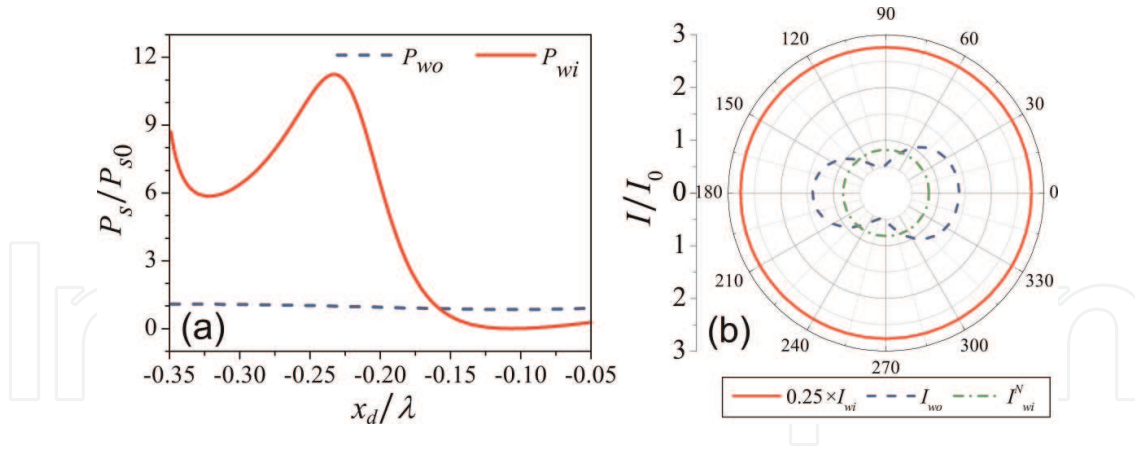 12
9
6
3
0
P_s/P_s0
P_wo
P_wi
(a)
-0.35 -0.30 -0.25 -0.20 -0.15 -0.10 -0.05
x_d/λ
3
2
1
0
1
2
3
I/I_0
90
120 60
150 30
180 0
210 330
240 300
270
(b)
0.25×I_wi I_wo I^N_wi